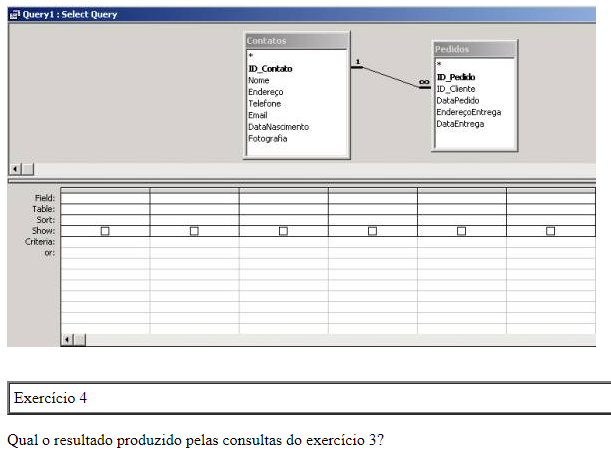 Query1 : Select Query
Contatos
*
ID_Contato
Nome
Endereço
Telefone
Email
DataNascimento
Fotografia
1
∞
Pedidos
*
ID_Pedido
ID_Cliente
DataPedido
EndereçoEntrega
DataEntrega
Field:
Table:
Sort:
Show:
Criteria:
or:
Exercício 4
Qual o resultado produzido pelas consultas do exercício 3?